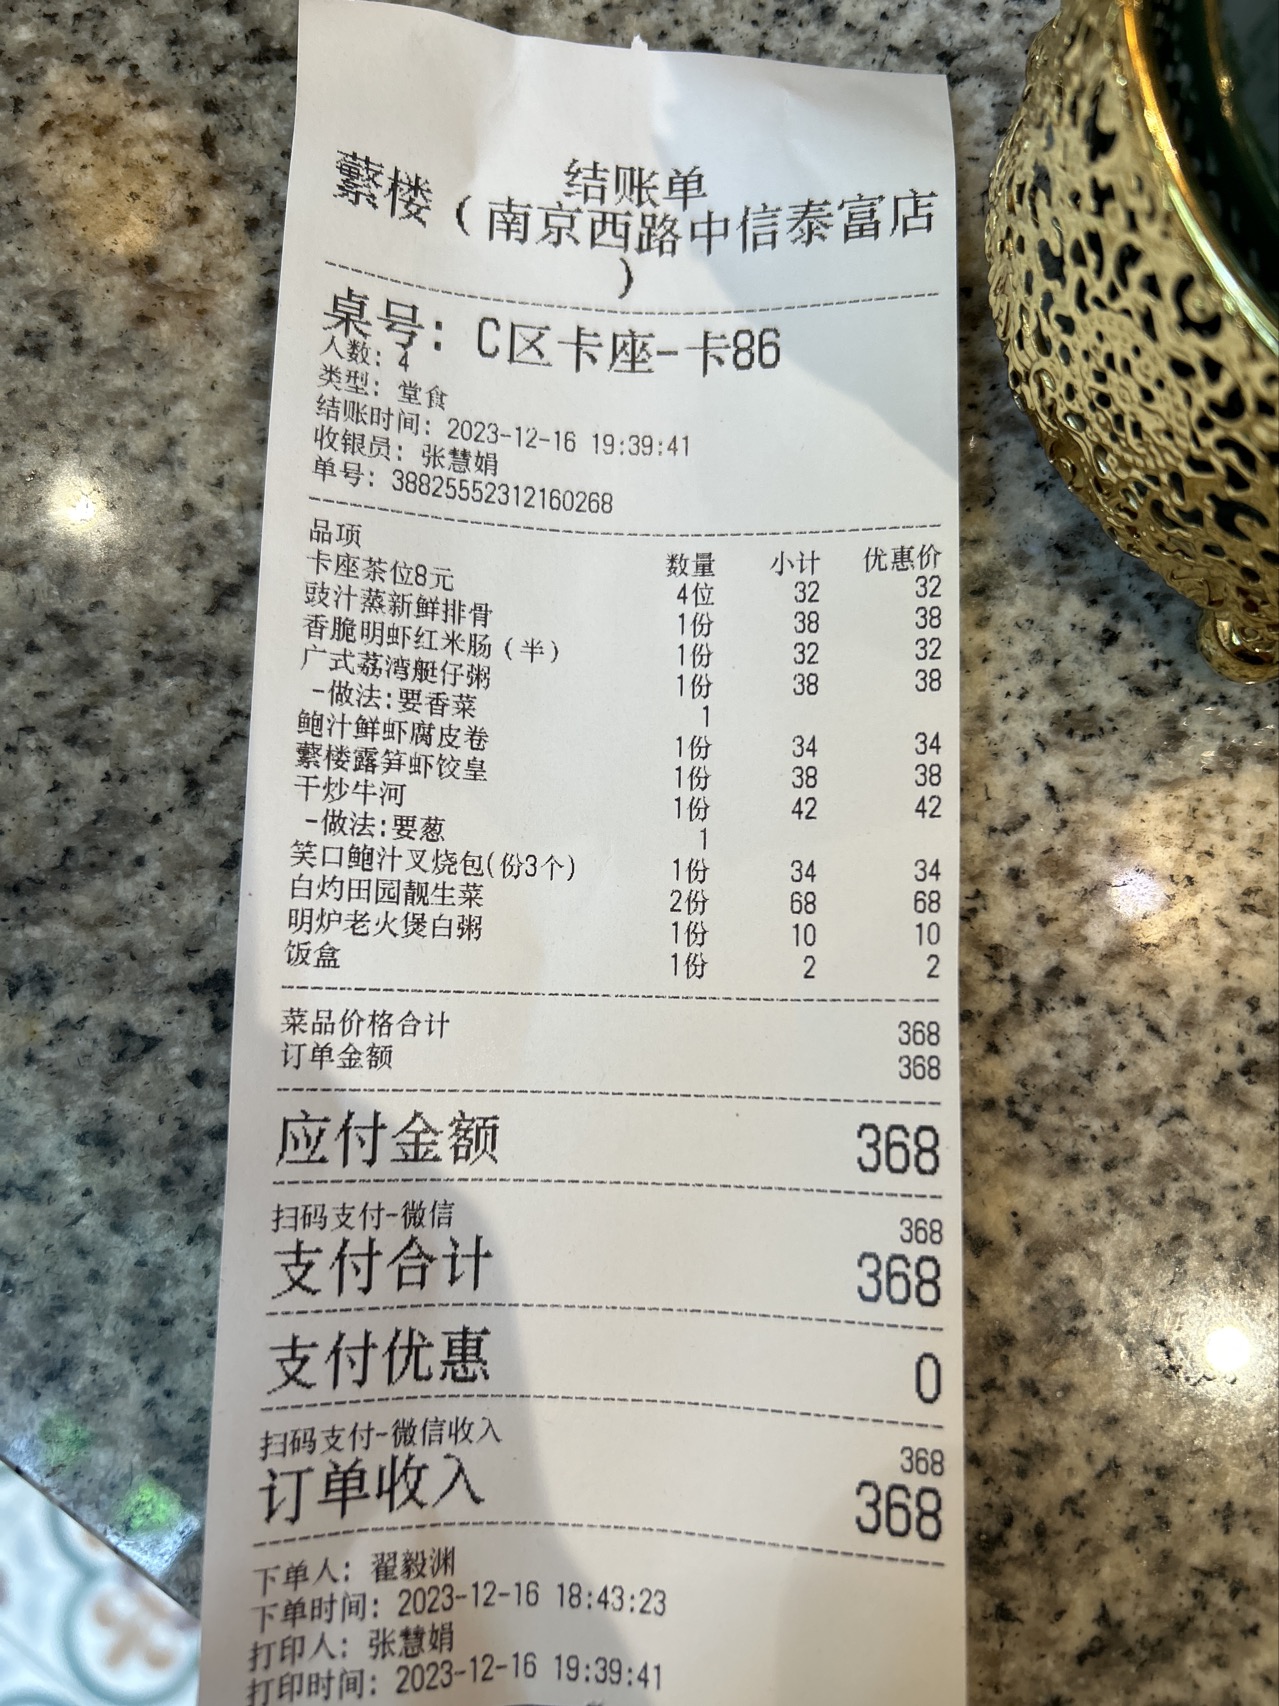 结账单
蘩楼（南京西路中信泰富店
）
桌号: C区卡座-卡86
人数: 4
类型: 堂食
结账时间: 2023-12-16 19:39:41
收银员: 张慧娟
单号: 38825552312160268
品项 数量 小计 优惠价
卡座茶位8元 4位 32 32
豉汁蒸新鲜排骨 1份 38 38
香脆明虾红米肠（半） 1份 32 32
广式荔湾艇仔粥 1份 38 38
-做法:要香菜 1
鲍汁鲜虾腐皮卷 1份 34 34
蘩楼露笋虾饺皇 1份 38 38
干炒牛河 1份 42 42
-做法:要葱 1
笑口鲍汁叉烧包(份3个) 1份 34 34
白灼田园靓生菜 2份 68 68
明炉老火煲白粥 1份 10 10
饭盒 1份 2 2
菜品价格合计 368
订单金额 368
应付金额 368
扫码支付-微信 368
支付合计 368
支付优惠 0
扫码支付-微信收入 368
订单收入 368
下单人: 翟毅渊
下单时间: 2023-12-16 18:43:23
打印人: 张慧娟
打印时间: 2023-12-16 19:39:41